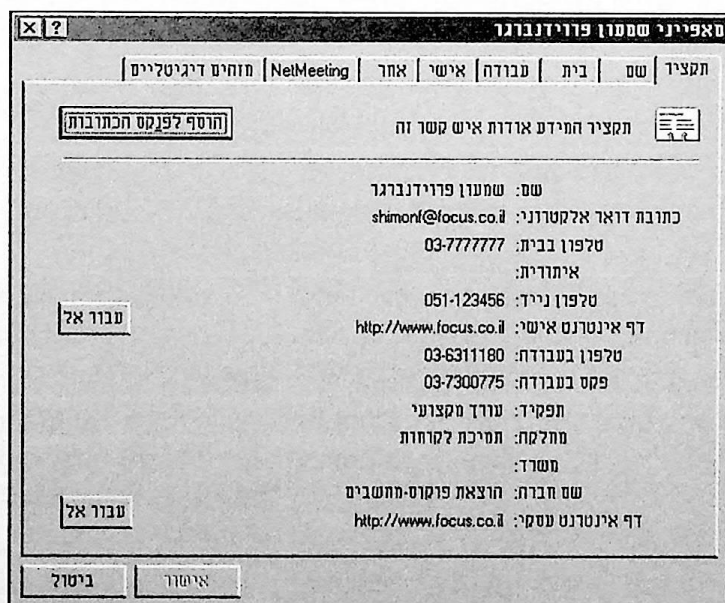 מאפייני שמעון פרוידנברגר
תקציר שם בית עבודה אישי אחר NetMeeting מזהים דיגיטליים
תקציר המידע אודות איש קשר זה הוסף לפנקס הכתובות
שם: שמעון פרוידנברגר
כתובת דואר אלקטרוני: shimonf@focus.co.il
טלפון בבית: 03-7777777
איתורית:
טלפון נייד: 051-123456
דף אינטרנט אישי: http://www.focus.co.il עבור אל
טלפון בעבודה: 03-6311180
פקס בעבודה: 03-7300775
תפקיד: עורך מקצועי
מחלקה: תמיכת לקוחות
משרד:
שם חברה: הוצאת פוקוס-מחשבים
דף אינטרנט עסקי: http://www.focus.co.il עבור אל
אישור ביטול